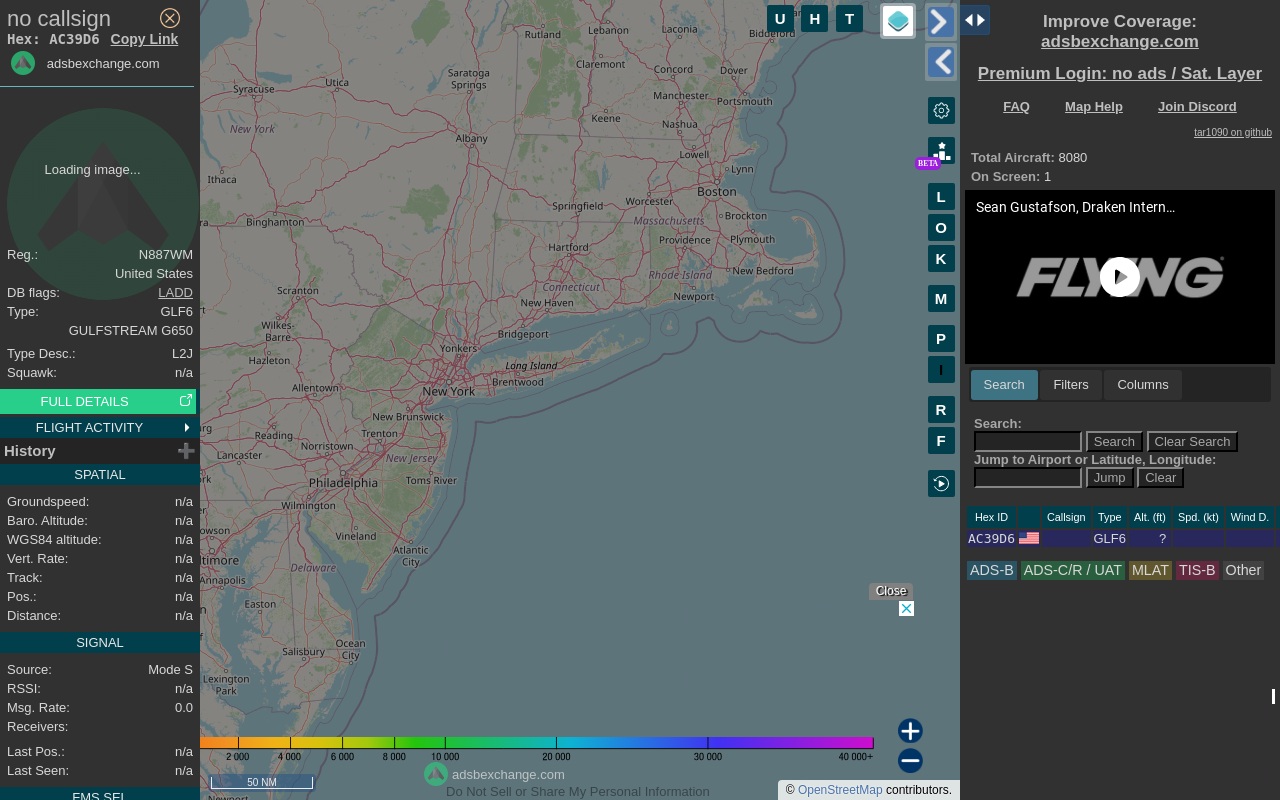 no callsign
Hex: AC39D6 Copy Link
adsbexchange.com
Loading image...
Reg.: N887WM
United States
DB flags: LADD
Type: GLF6
GULFSTREAM G650
Type Desc.: L2J
Squawk: n/a
FULL DETAILS
FLIGHT ACTIVITY
History
SPATIAL
Groundspeed: n/a
Baro. Altitude: n/a
WGS84 altitude: n/a
Vert. Rate: n/a
Track: n/a
Pos.: n/a
Distance: n/a
SIGNAL
Source: Mode S
RSSI: n/a
Msg. Rate: 0.0
Receivers:
Last Pos.: n/a
Last Seen: n/a
FMS SEL
U H T
L
O
K
M
P
I
R
F
BETA
Rutland
Lebanon
Laconia
Biddeford
Claremont
Concord
Dover
Saratoga
Springs
Utica
Syracuse
Manchester
Portsmouth
Keene
Nashua
New York
Albany
Lowell
Lynn
Ithaca
Boston
Worcester
Springfield
Massachusetts
Brockton
Binghamton
Hartford
Providence
Plymouth
Rhode Island
New Bedford
Connecticut
Newport
Scranton
New Haven
Wilkes-
Barre
Bridgeport
Yonkers
Hazleton
Long Island
Brentwood
Allentown
New York
New Brunswick
Reading
Trenton
Norristown
Lancaster
New Jersey
Philadelphia
Toms River
Wilmington
Vineland
Atlantic
City
Delaware
Annapolis
Easton
Ocean
City
Salisbury
Lexington
Park
Close
2 000 4 000 6 000 8 000 10 000 20 000 30 000 40 000+
50 NM
adsbexchange.com
Do Not Sell or Share My Personal Information
© OpenStreetMap contributors.
Improve Coverage:
adsbexchange.com
Premium Login: no ads / Sat. Layer
FAQ Map Help Join Discord
tar1090 on github
Total Aircraft: 8080
On Screen: 1
Sean Gustafson, Draken Intern...
FLYING
Search Filters Columns
Search:
Search Clear Search
Jump to Airport or Latitude, Longitude:
Jump Clear
Hex ID Callsign Type Alt. (ft) Spd. (kt) Wind D.
AC39D6 GLF6 ?
ADS-B ADS-C/R / UAT MLAT TIS-B Other